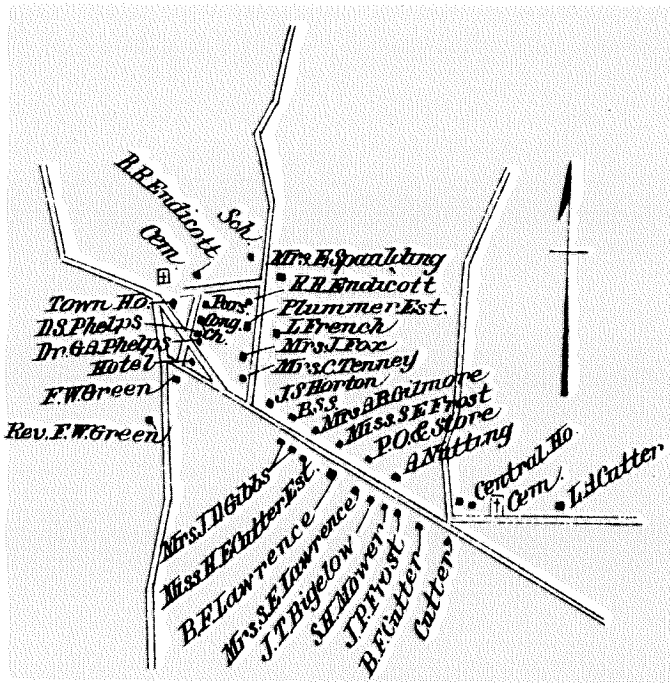 R.R. Endicott
Sch.
Cem.
Mrs. E. Spaulding
R.R. Endicott
Town Ho.
Pars.
Cong.
Ch.
Plummer Est.
D.S. Phelps
L. French
Dr. G.A. Phelps
Mrs. J. Fox
Hotel
Mrs. C. Tenney
F.W. Green
J.S. Horton
B.S.S
Mrs. A.B. Gilmore
Miss. S.E. Frost
Rev. F.W. Green
P.O. & Store
A. Nutting
Central Ho.
Cem.
L.A. Cutter
Mrs. J.D. Gibbs
Miss H.E. Cutter Est.
B.F. Lawrence
Mrs. S.E. Lawrence
J.T. Bigelow
S.H. Mower
J.P. Frost
B.F. Cutter
Cutter